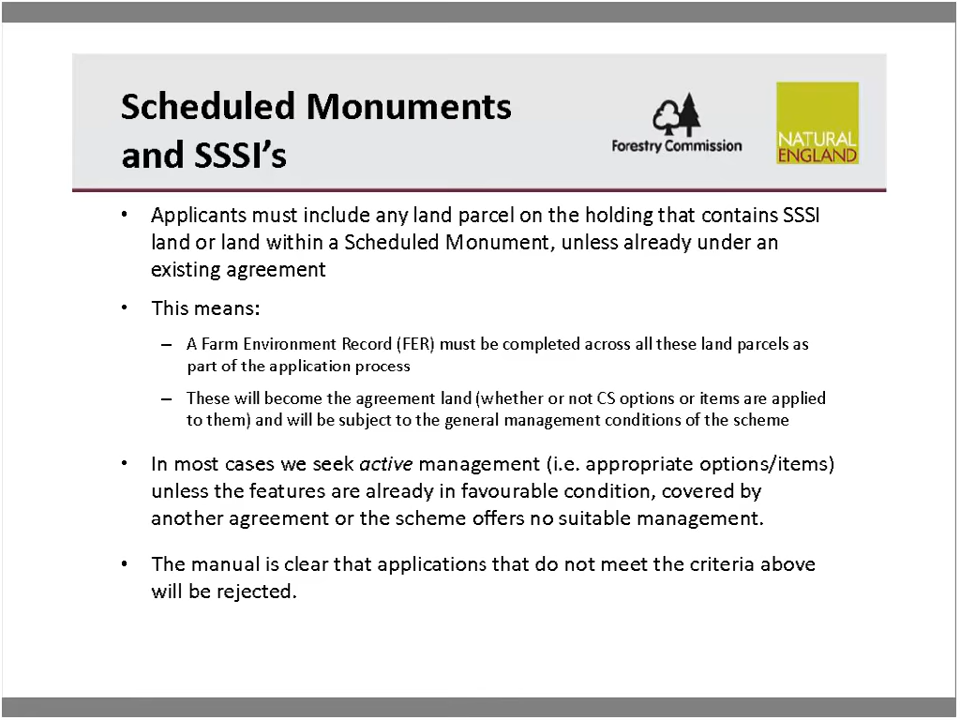 Scheduled Monuments
and SSSI's
Forestry Commission
NATURAL
ENGLAND
• Applicants must include any land parcel on the holding that contains SSSI
land or land within a Scheduled Monument, unless already under an
existing agreement
• This means:
– A Farm Environment Record (FER) must be completed across all these land parcels as
part of the application process
– These will become the agreement land (whether or not CS options or items are applied
to them) and will be subject to the general management conditions of the scheme
• In most cases we seek active management (i.e. appropriate options/items)
unless the features are already in favourable condition, covered by
another agreement or the scheme offers no suitable management.
• The manual is clear that applications that do not meet the criteria above
will be rejected.